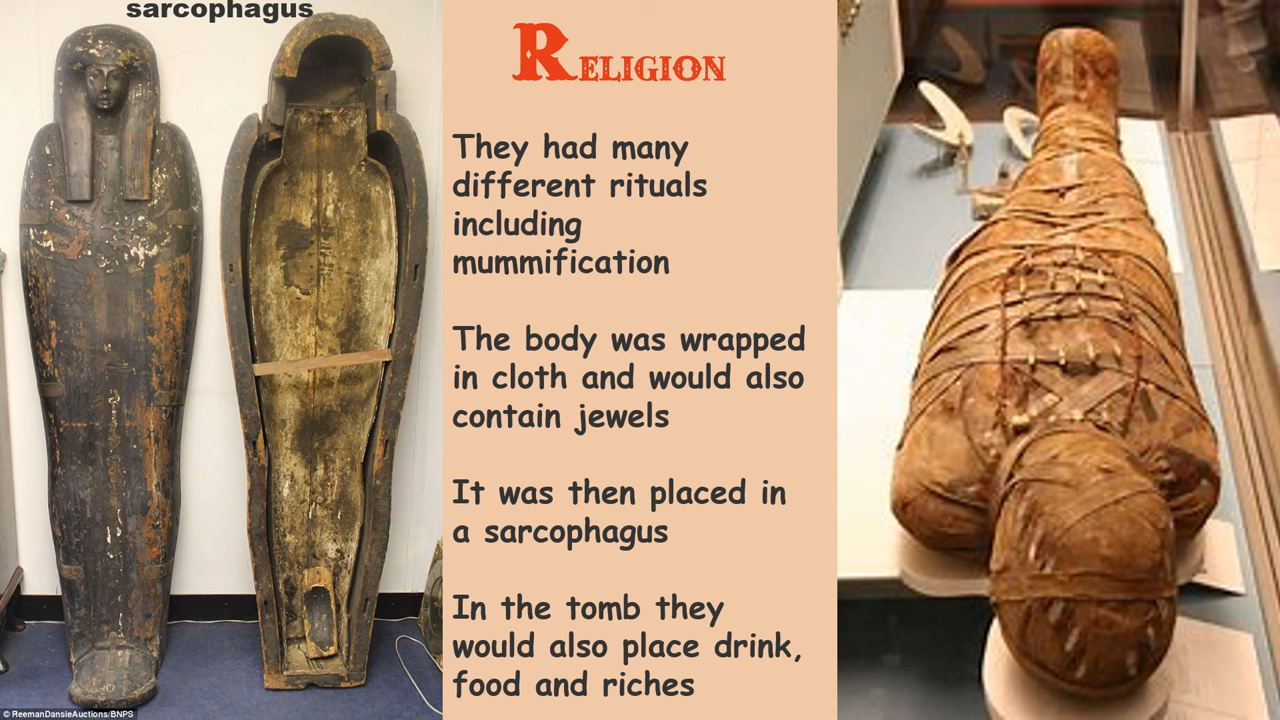 sarcophagus
RELIGION
They had many
different rituals
including
mummification
The body was wrapped
in cloth and would also
contain jewels
It was then placed in
a sarcophagus
In the tomb they
would also place drink,
food and riches
© ReemanDansieAuctions/BNPS